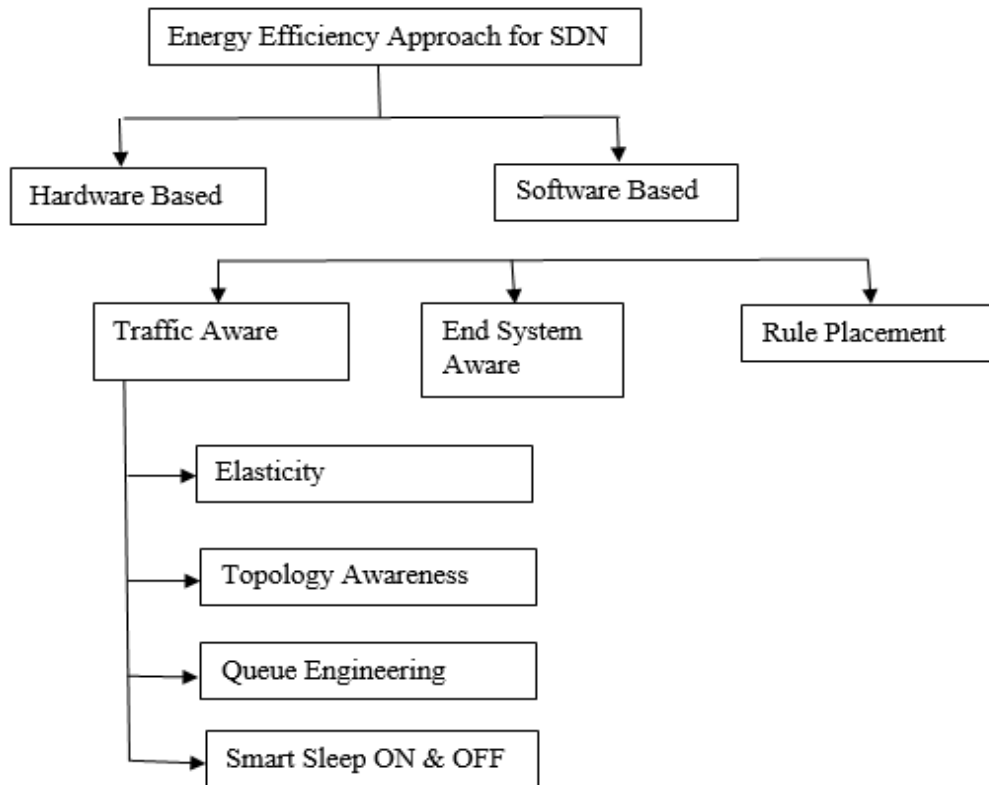 Energy Efficiency Approach for SDN
Hardware Based
Software Based
Traffic Aware
End System
Aware
Rule Placement
Elasticity
Topology Awareness
Queue Engineering
Smart Sleep ON & OFF